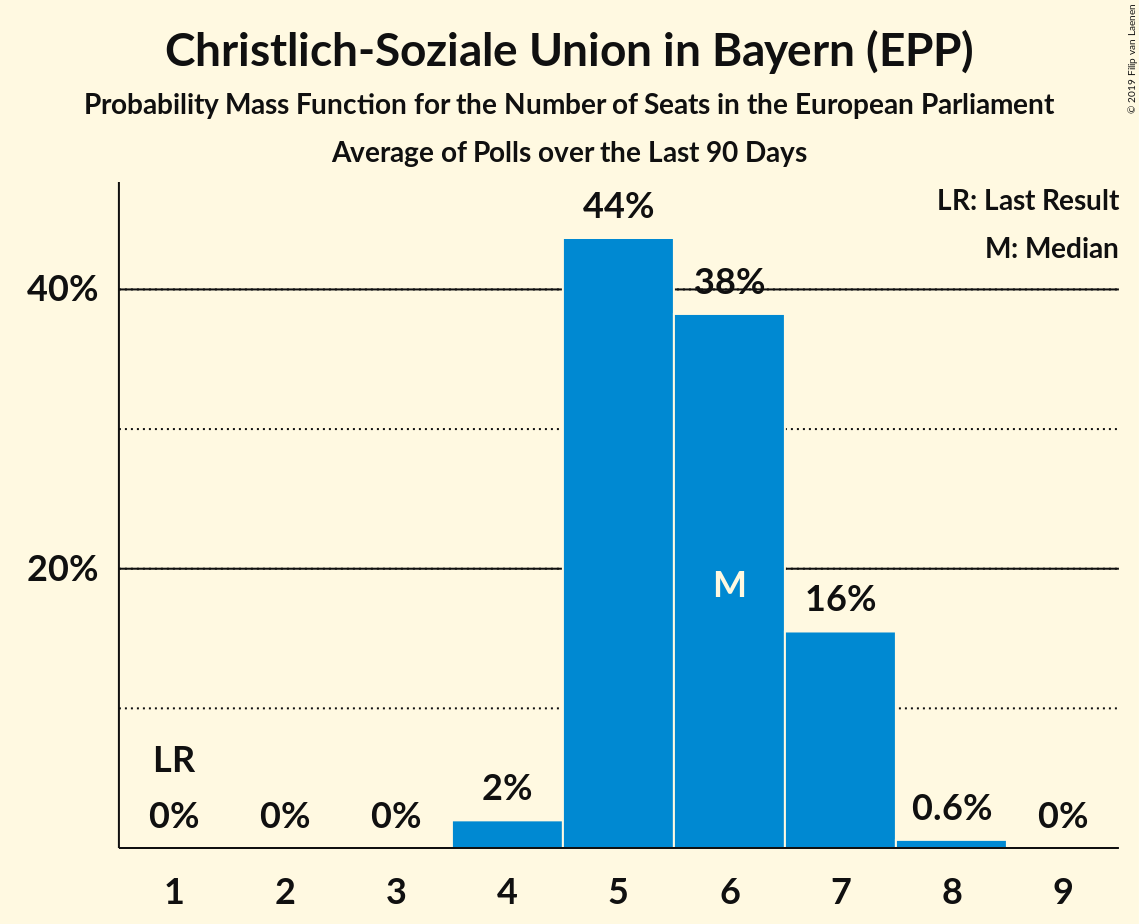 Christlich-Soziale Union in Bayern (EPP)
Probability Mass Function for the Number of Seats in the European Parliament
Average of Polls over the Last 90 Days
© 2019 Filip van Laenen
LR: Last Result
M: Median
44%
38%
40%
20%
M
16%
LR
0%
0%
0%
2%
0.6%
0%
1 2 3 4 5 6 7 8 9